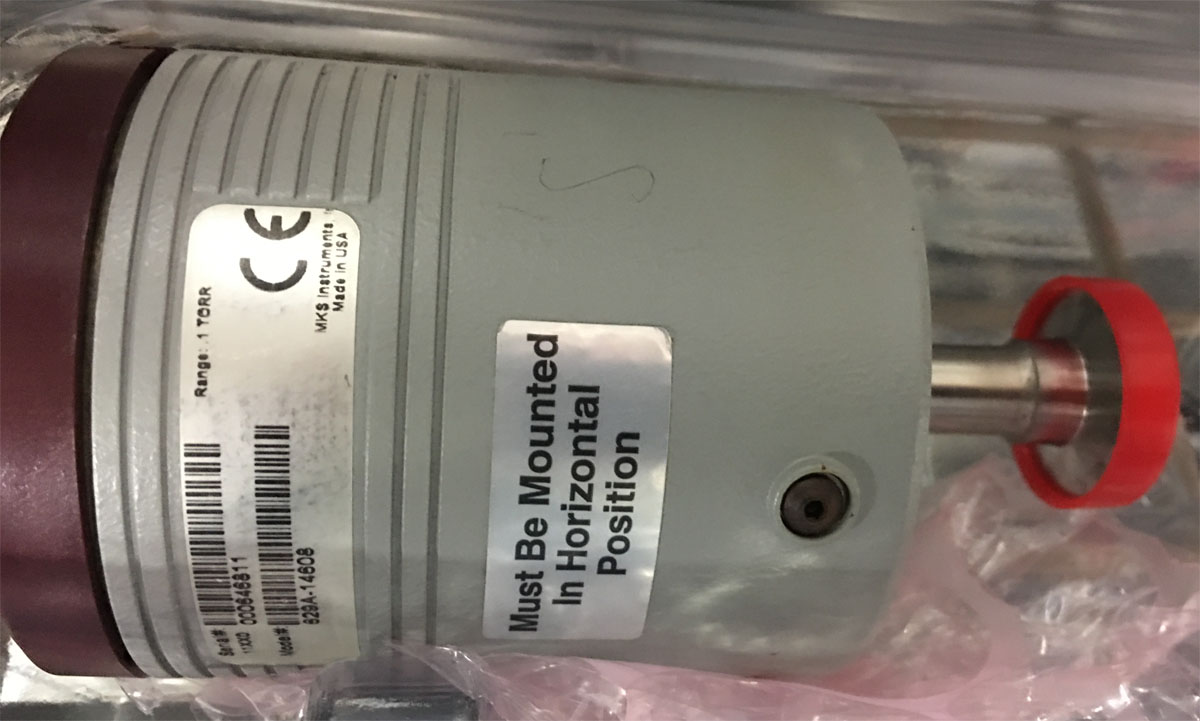 Serial#
000646811
Model#
629A-14608
Range: .1 TORR
CE
MKS Instruments
Made in USA
Must Be Mounted
In Horizontal
Position